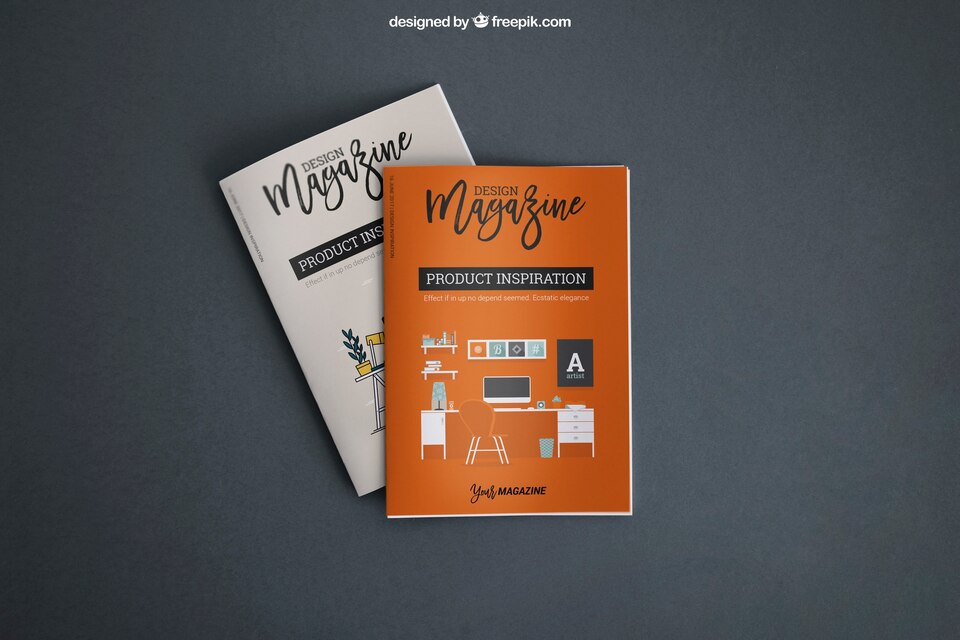 designed by freepik.com
DESIGN
Magazine
PRODUCT INS
Effect if in up no depend se
DESIGN
Magazine
PRODUCT INSPIRATION
Effect if in up no depend seemed. Ecstatic elegance
B
#
A
artist
Your MAGAZINE